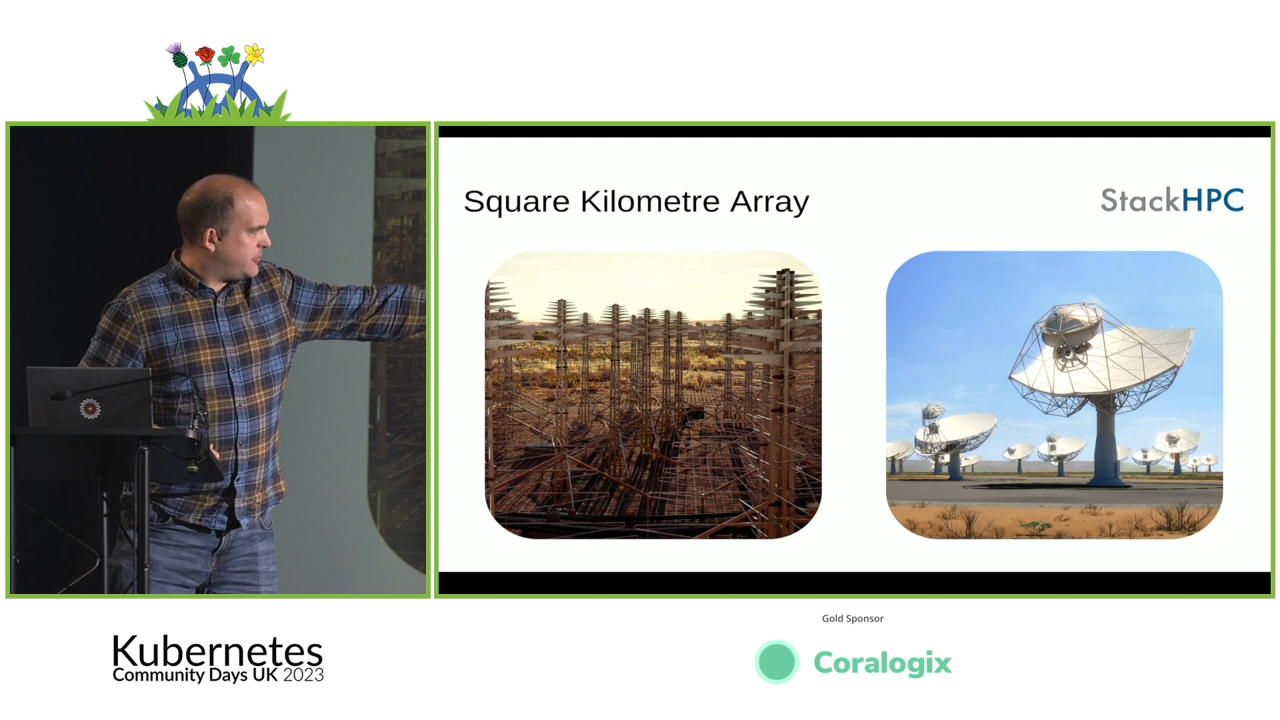 Square Kilometre Array
StackHPC
Gold Sponsor
Kubernetes
Community Days UK 2023
Coralogix